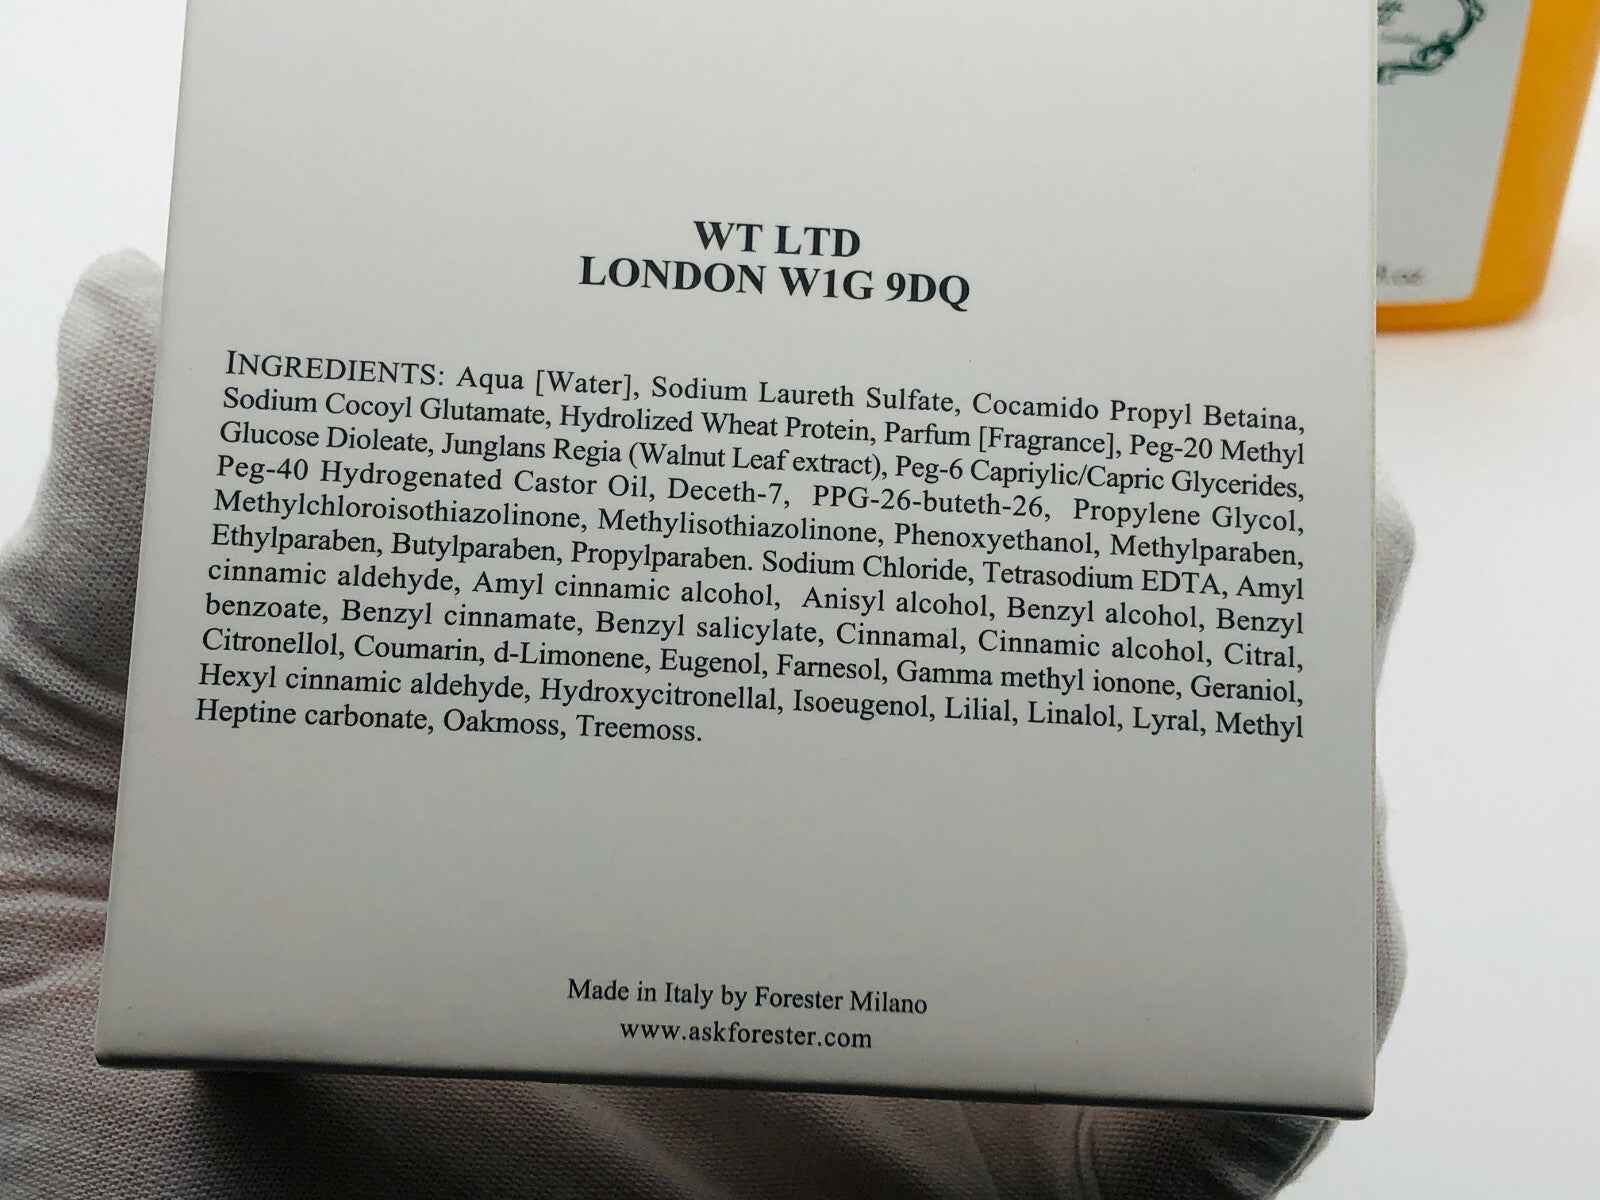 WT LTD
LONDON W1G 9DQ
INGREDIENTS: Aqua [Water], Sodium Laureth Sulfate, Cocamido Propyl Betaina,
Sodium Cocoyl Glutamate, Hydrolized Wheat Protein, Parfum [Fragrance], Peg-20 Methyl
Glucose Dioleate, Junglans Regia (Walnut Leaf extract), Peg-6 Capriylic/Capric Glycerides,
Peg-40 Hydrogenated Castor Oil, Deceth-7, PPG-26-buteth-26, Propylene Glycol,
Methylchloroisothiazolinone, Methylisothiazolinone, Phenoxyethanol, Methylparaben,
Ethylparaben, Butylparaben, Propylparaben. Sodium Chloride, Tetrasodium EDTA, Amyl
cinnamic aldehyde, Amyl cinnamic alcohol, Anisyl alcohol, Benzyl alcohol, Benzyl
benzoate, Benzyl cinnamate, Benzyl salicylate, Cinnamal, Cinnamic alcohol, Citral,
Citronellol, Coumarin, d-Limonene, Eugenol, Farnesol, Gamma methyl ionone, Geraniol,
Hexyl cinnamic aldehyde, Hydroxycitronellal, Isoeugenol, Lilial, Linalol, Lyral, Methyl
Heptine carbonate, Oakmoss, Treemoss.
Made in Italy by Forester Milano
www.askforester.com